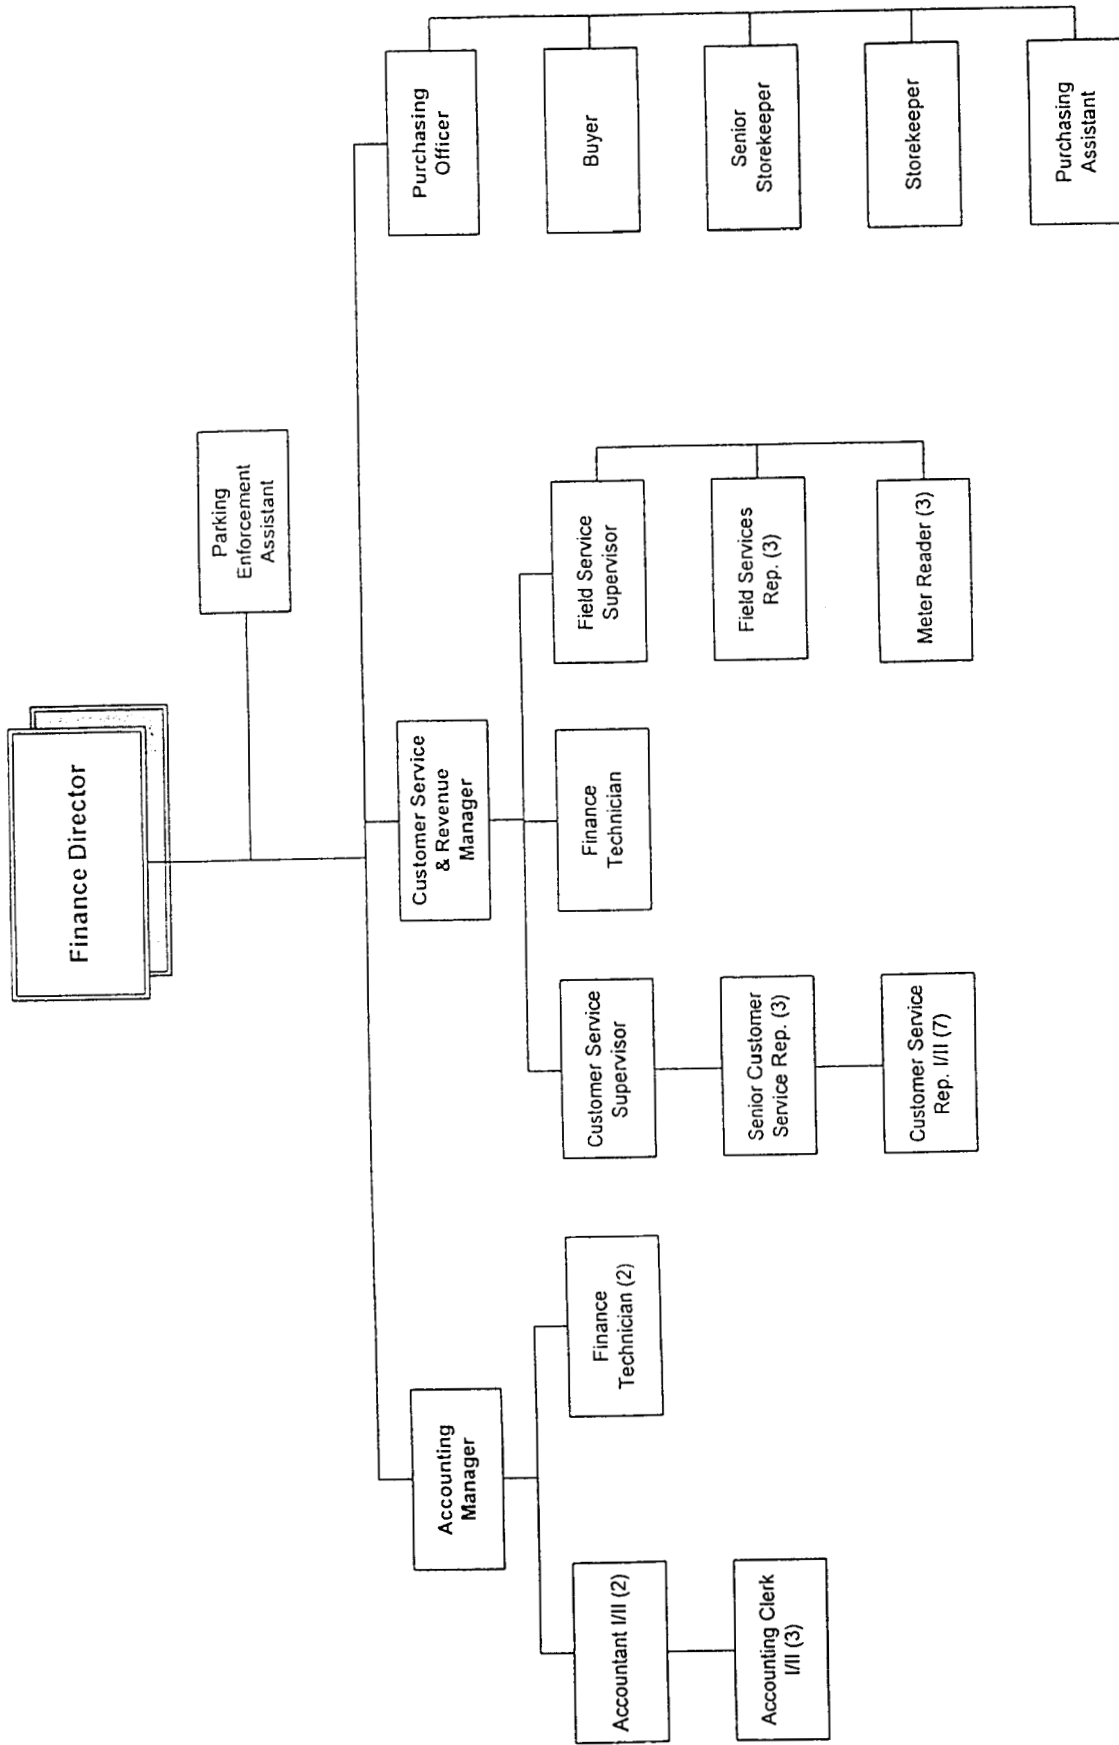 Finance Director
Parking
Enforcement
Assistant
Accounting
Manager
Customer Service
& Revenue
Manager
Purchasing
Officer
Accountant I/II (2)
Finance
Technician (2)
Customer Service
Supervisor
Finance
Technician
Field Service
Supervisor
Buyer
Accounting Clerk
I/II (3)
Senior Customer
Service Rep. (3)
Field Services
Rep. (3)
Senior
Storekeeper
Customer Service
Rep. I/II (7)
Meter Reader (3)
Storekeeper
Purchasing
Assistant